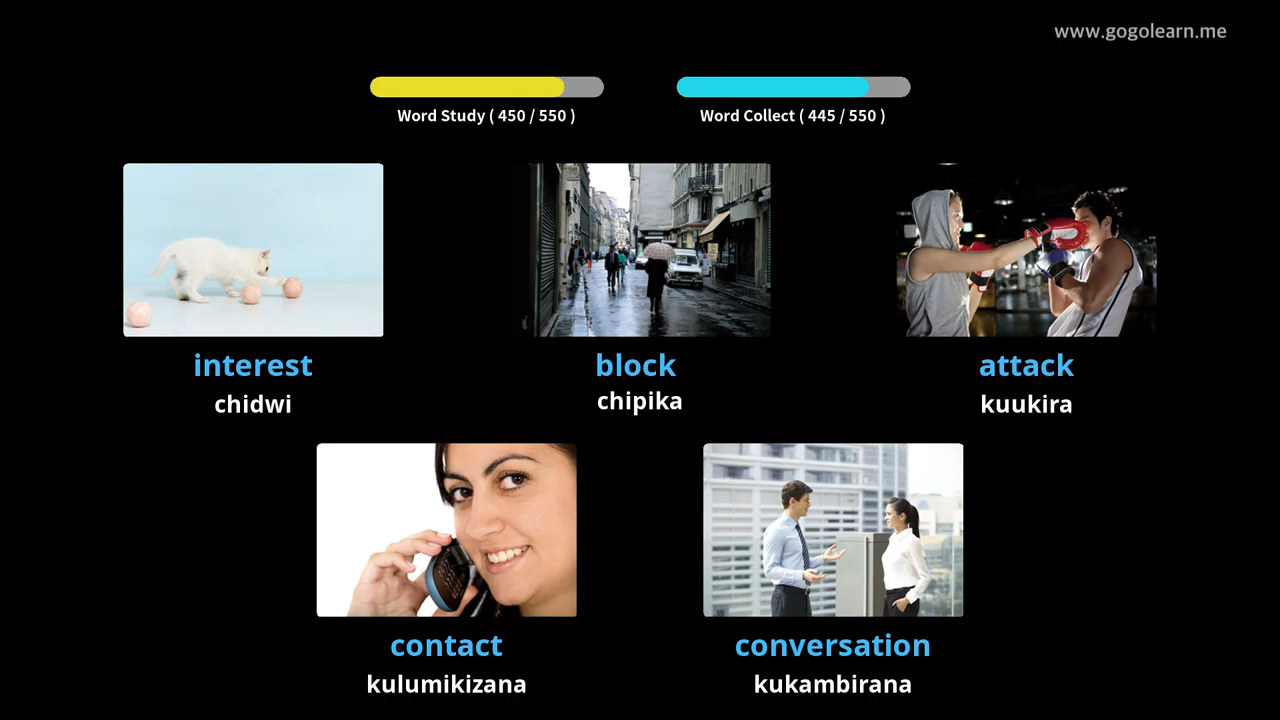 www.gogolearn.me
Word Study ( 450 / 550 )
Word Collect ( 445 / 550 )
interest
chidwi
block
chipika
attack
kuukira
contact
kulumikizana
conversation
kukambirana